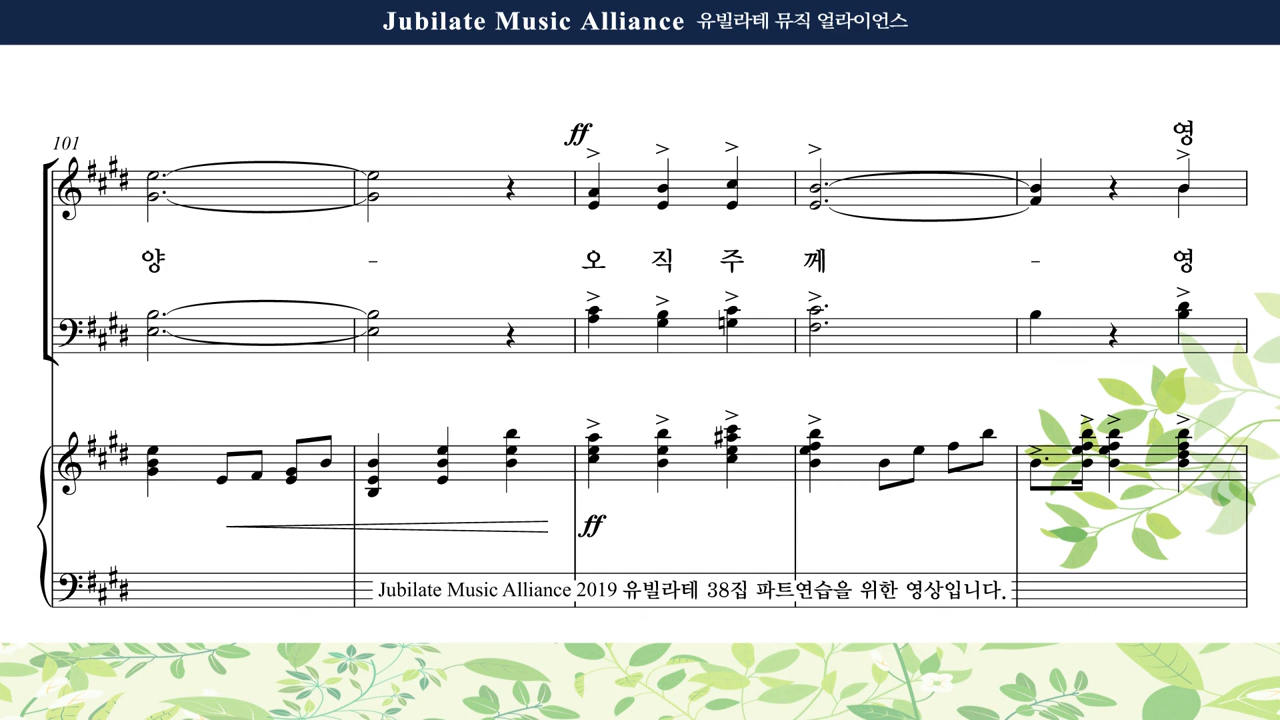 Jubilate Music Alliance 유빌라테 뮤직 얼라이언스
101
ff
영
양 - 오 직 주 께 - 영
ff
Jubilate Music Alliance 2019 유빌라테 38집 파트연습을 위한 영상입니다.